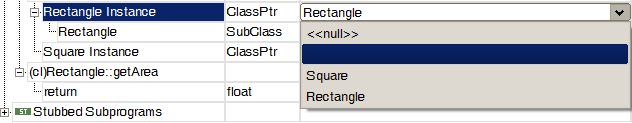 Rectangle Instance ClassPtr Rectangle
Rectangle SubClass <<null>>
Square Instance ClassPtr
(cl)Rectangle::getArea Square
return float Rectangle
ST Stubbed Subprograms